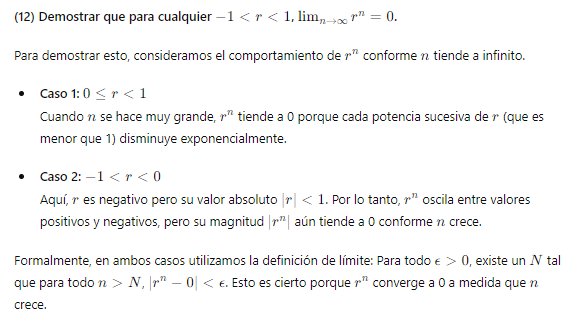 (12) Demostrar que para cualquier −1 < r < 1, lim_{n→∞} r^n = 0.
Para demostrar esto, consideramos el comportamiento de r^n conforme n tiende a infinito.
• Caso 1: 0 ≤ r < 1
Cuando n se hace muy grande, r^n tiende a 0 porque cada potencia sucesiva de r (que es
menor que 1) disminuye exponencialmente.
• Caso 2: −1 < r < 0
Aquí, r es negativo pero su valor absoluto |r| < 1. Por lo tanto, r^n oscila entre valores
positivos y negativos, pero su magnitud |r^n| aún tiende a 0 conforme n crece.
Formalmente, en ambos casos utilizamos la definición de límite: Para todo ϵ > 0, existe un N tal
que para todo n > N, |r^n − 0| < ϵ. Esto es cierto porque r^n converge a 0 a medida que n
crece.